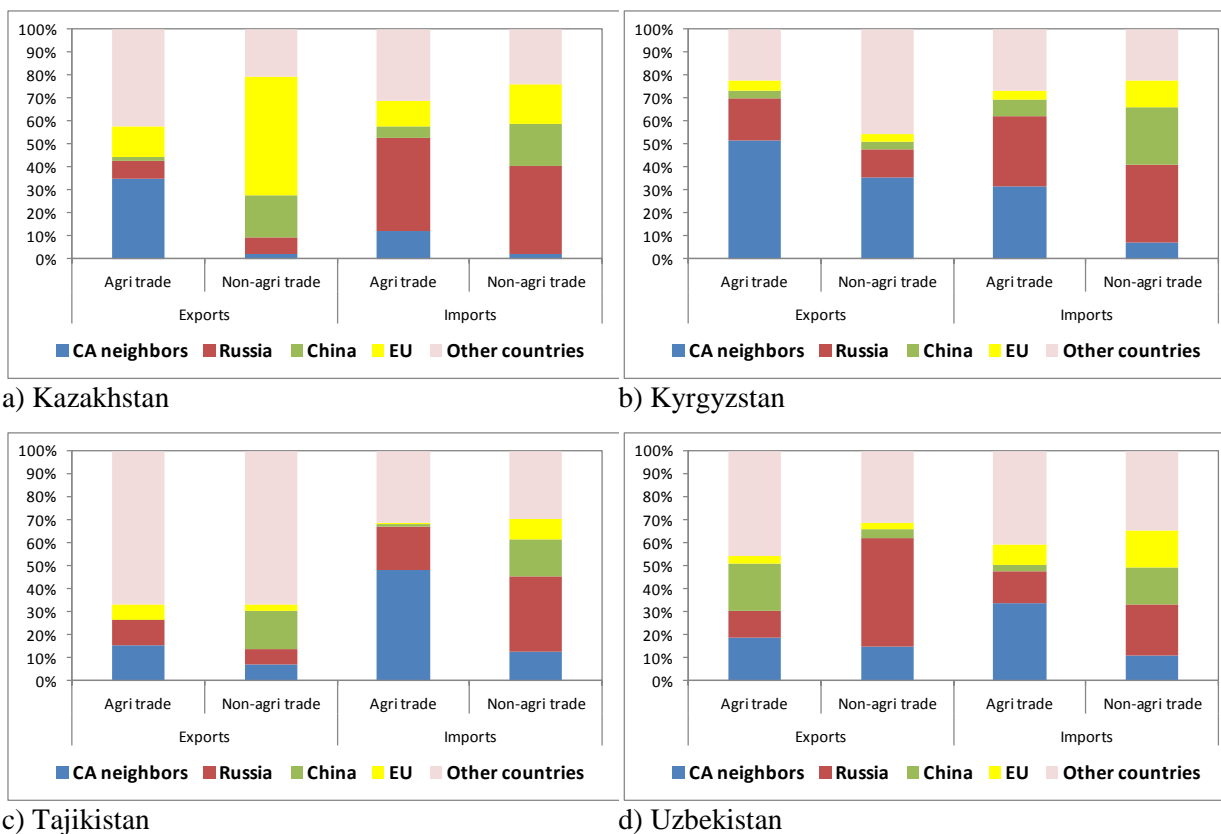 100%
90%
80%
70%
60%
50%
40%
30%
20%
10%
0%
Agri trade Non-agri trade Agri trade Non-agri trade
Exports Imports
CA neighbors Russia China EU Other countries
a) Kazakhstan
100%
90%
80%
70%
60%
50%
40%
30%
20%
10%
0%
Agri trade Non-agri trade Agri trade Non-agri trade
Exports Imports
CA neighbors Russia China EU Other countries
b) Kyrgyzstan
100%
90%
80%
70%
60%
50%
40%
30%
20%
10%
0%
Agri trade Non-agri trade Agri trade Non-agri trade
Exports Imports
CA neighbors Russia China EU Other countries
c) Tajikistan
100%
90%
80%
70%
60%
50%
40%
30%
20%
10%
0%
Agri trade Non-agri trade Agri trade Non-agri trade
Exports Imports
CA neighbors Russia China EU Other countries
d) Uzbekistan